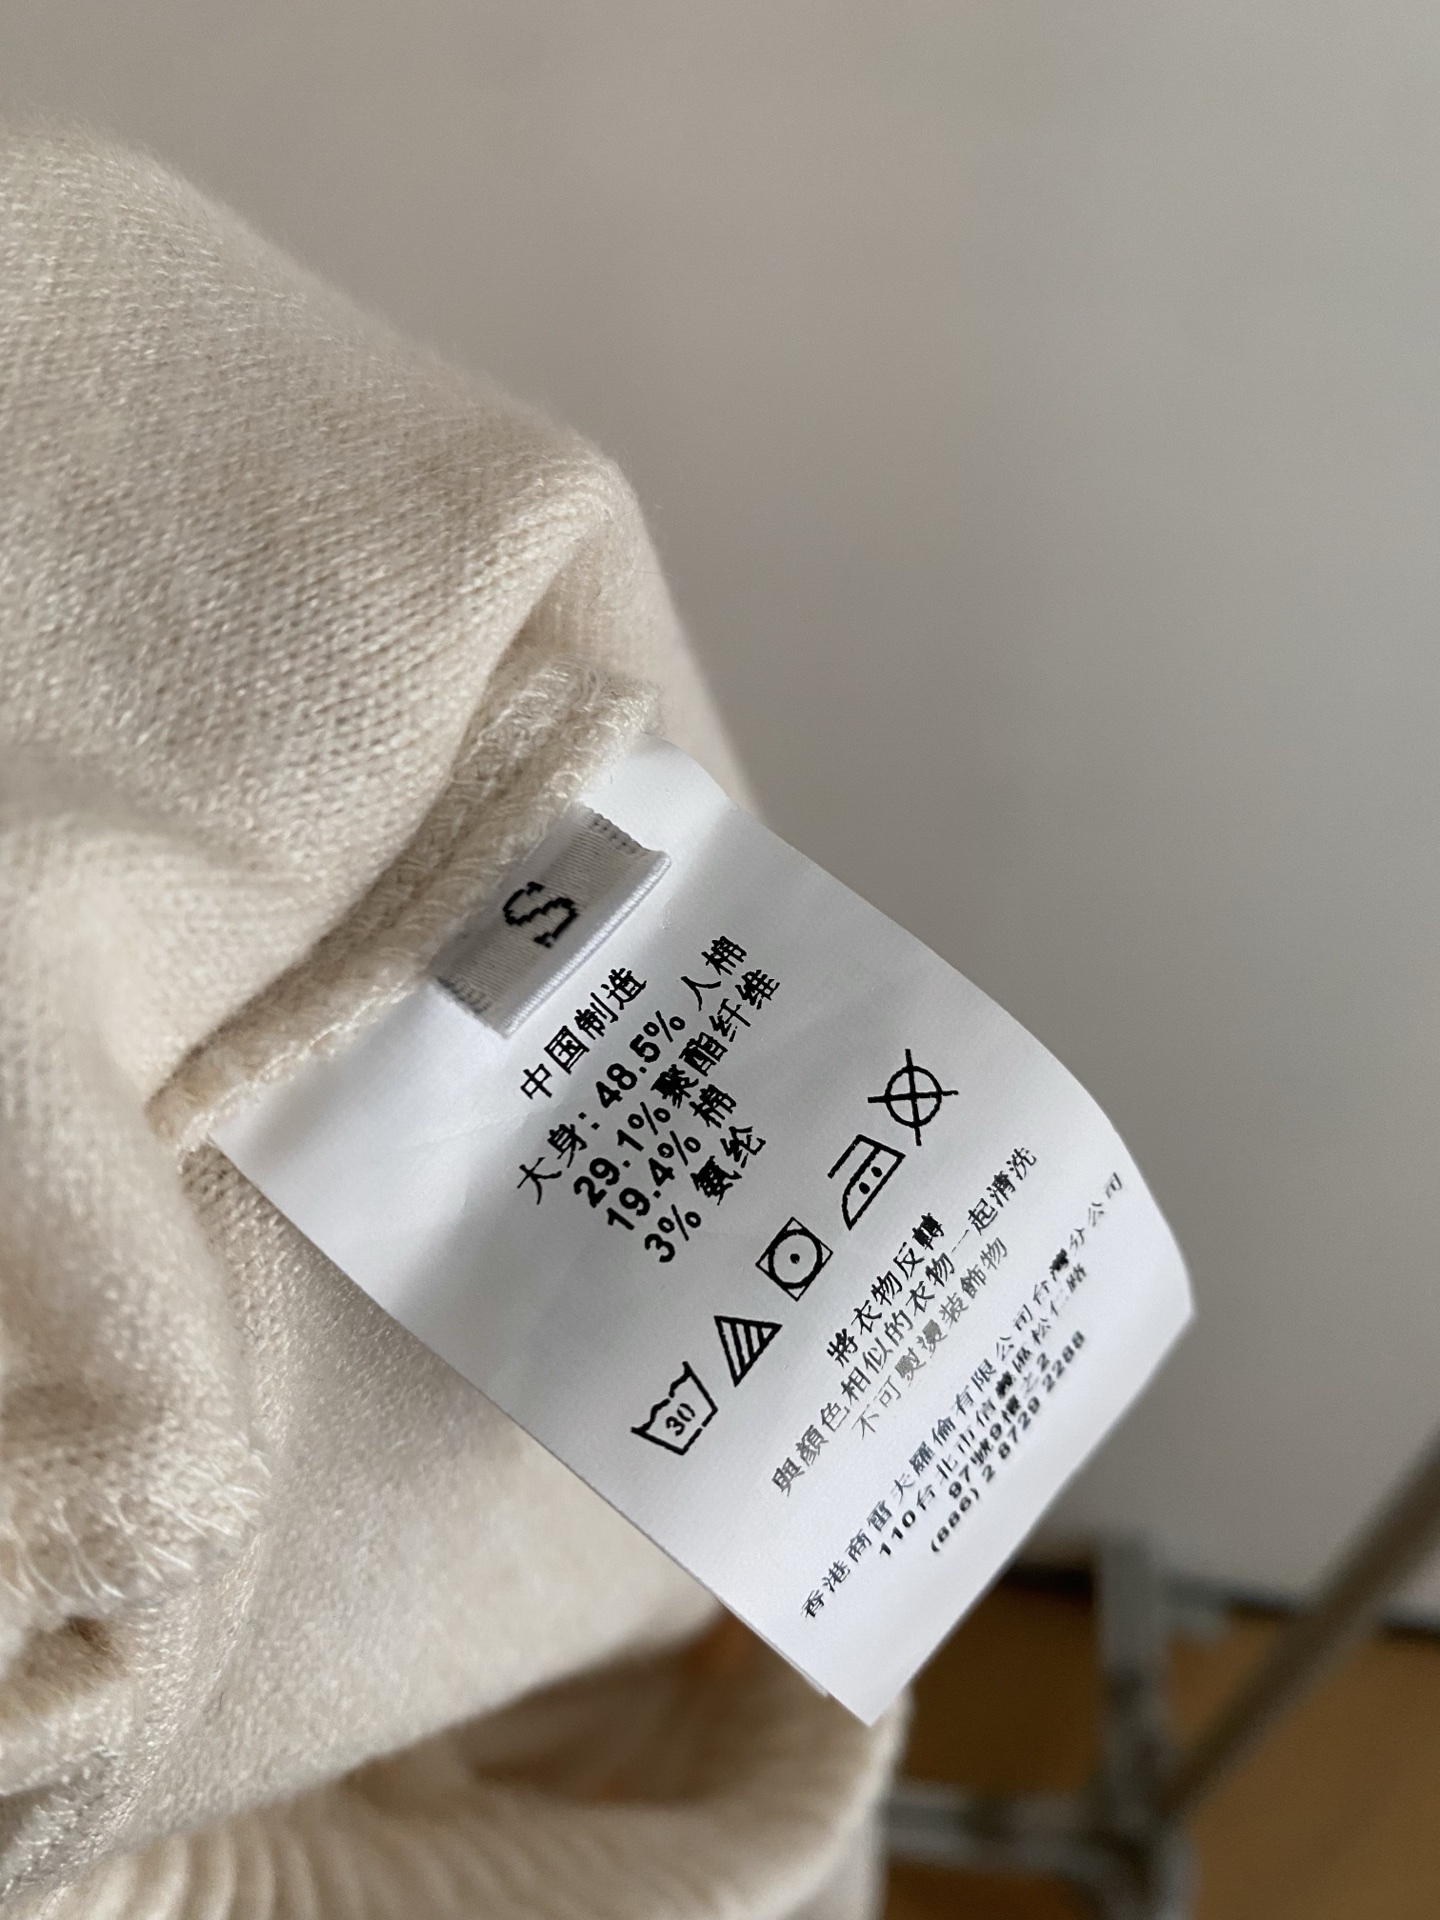 S
中国制造
大身: 48.5% 人棉
29.1% 聚酯纤维
19.4% 棉
3% 氨纶
30
將衣物反轉
與顏色相似的衣物一起清洗
不可熨燙裝飾物
香港商雷夫羅倫有限公司台灣分公司
110台北市信義區松仁路
97號9樓之2
(886) 2 8729 2288